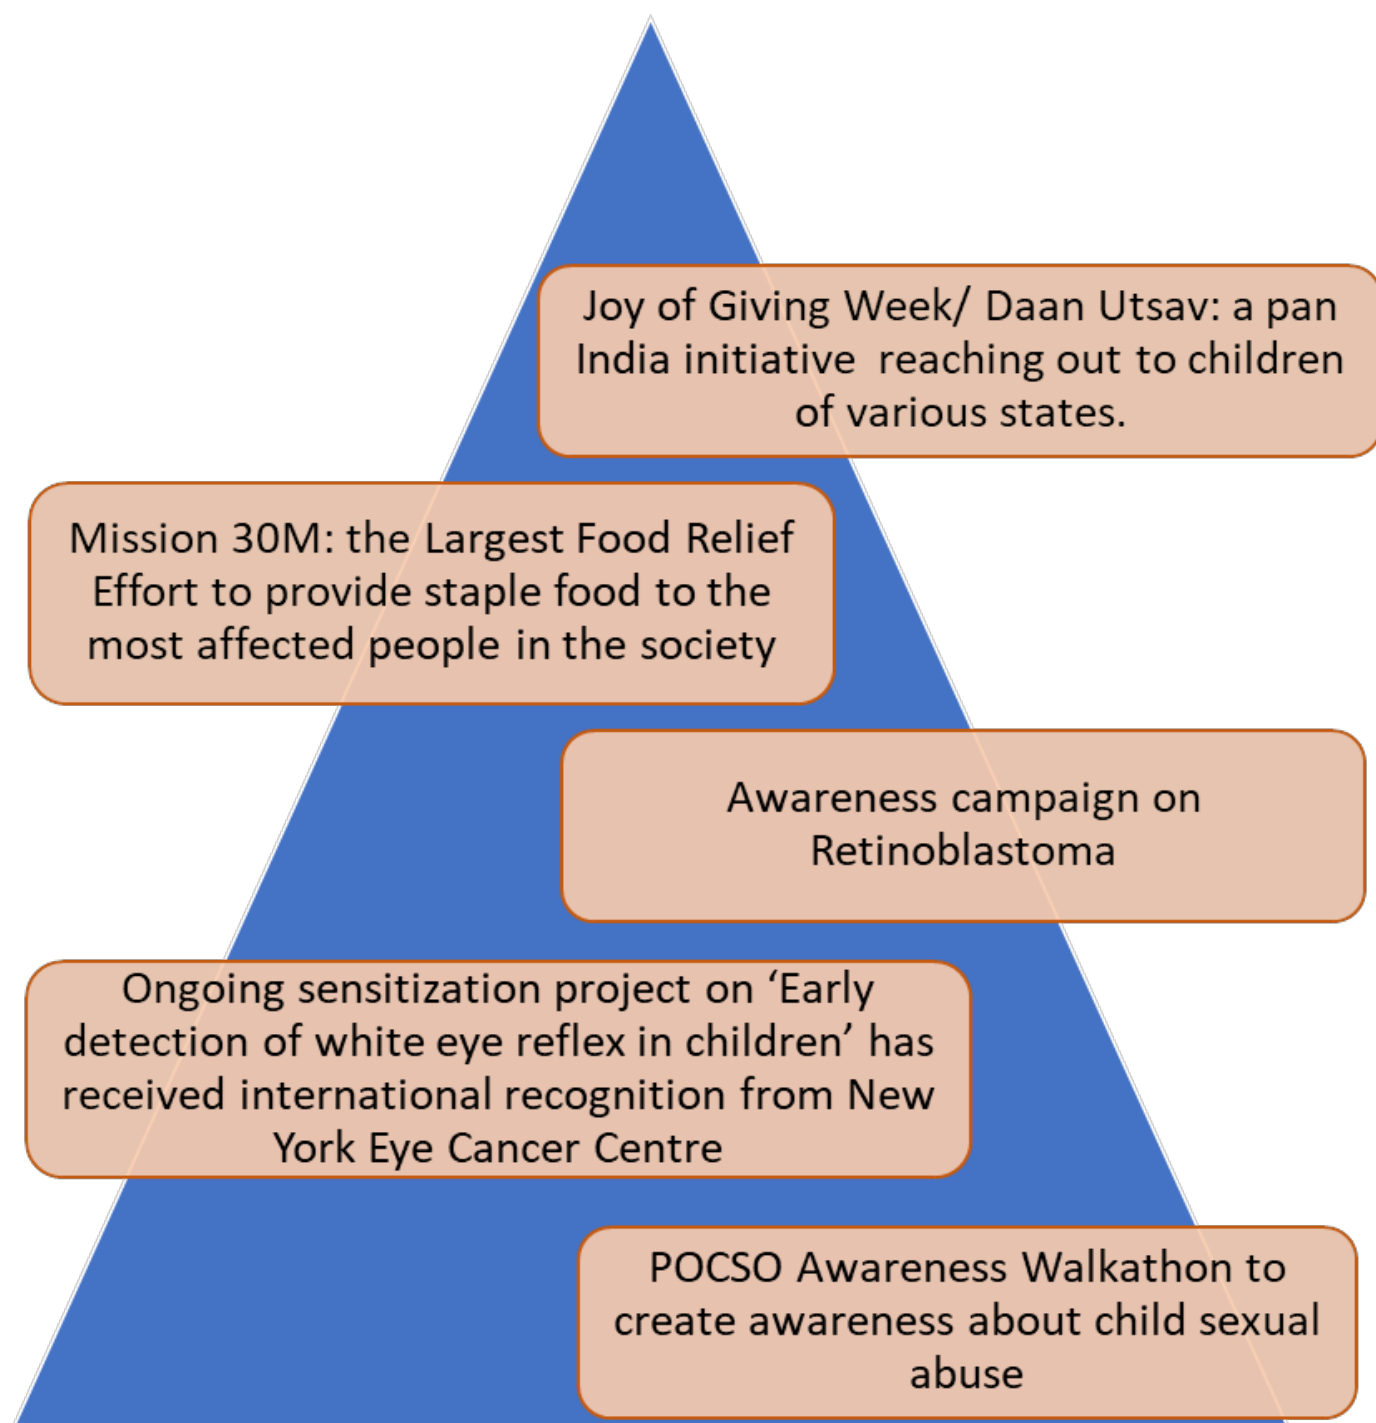 Joy of Giving Week/ Daan Utsav: a pan
India initiative  reaching out to children
of various states.
Mission 30M: the Largest Food Relief
Effort to provide staple food to the
most affected people in the society
Awareness campaign on
Retinoblastoma
Ongoing sensitization project on ‘Early
detection of white eye reflex in children’ has
received international recognition from New
York Eye Cancer Centre
POCSO Awareness Walkathon to
create awareness about child sexual
abuse